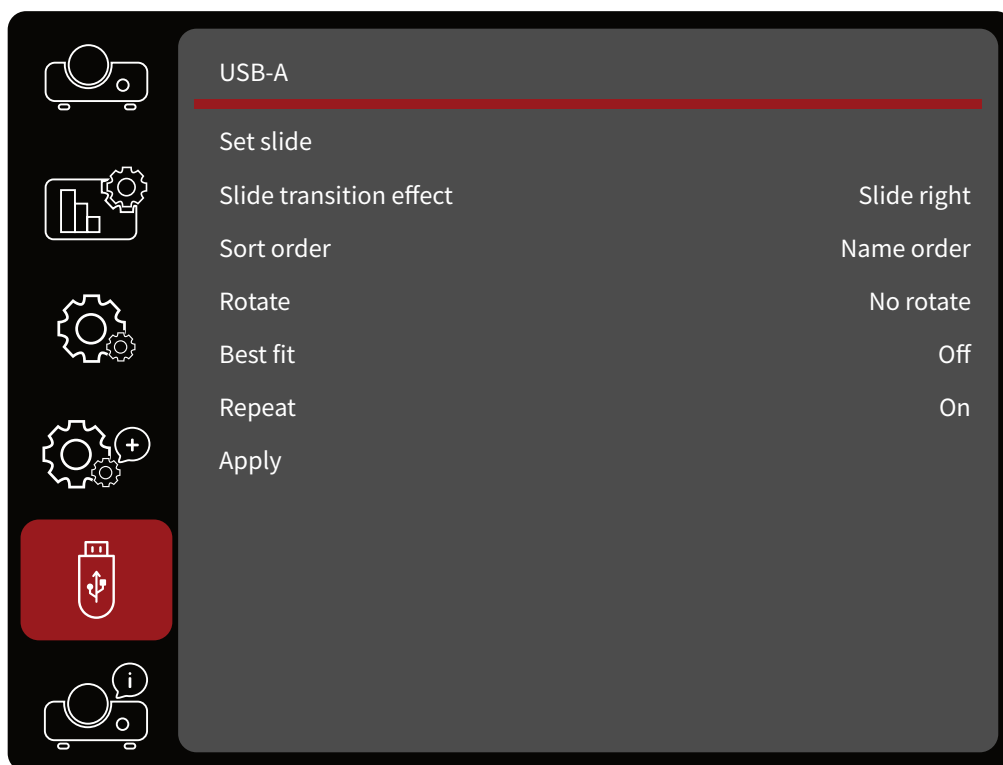 USB-A
Set slide
Slide transition effect Slide right
Sort order Name order
Rotate No rotate
Best fit Off
Repeat On
Apply